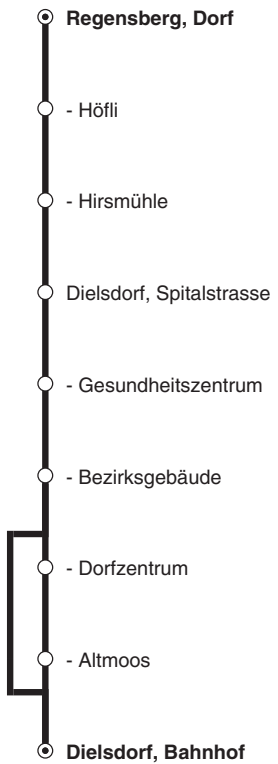 Regensberg, Dorf
- Höfli
- Hirsmühle
Dielsdorf, Spitalstrasse
- Gesundheitszentrum
- Bezirksgebäude
- Dorfzentrum
- Altmoos
Dielsdorf, Bahnhof